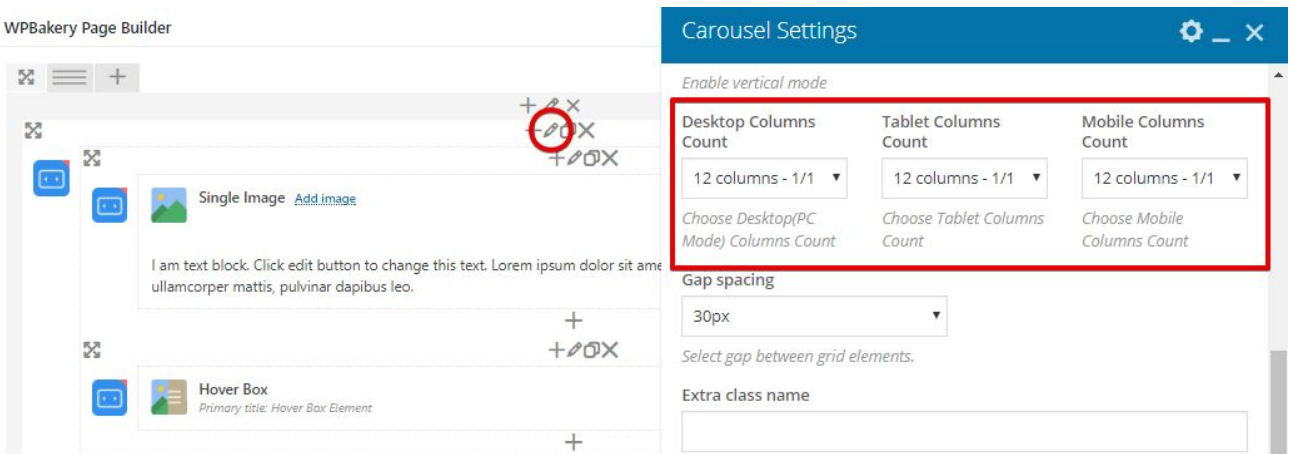 WPBakery Page Builder
Carousel Settings
Enable vertical mode
Desktop Columns
Count
Tablet Columns
Count
Mobile Columns
Count
12 columns - 1/1
12 columns - 1/1
12 columns - 1/1
Choose Desktop(PC
Mode) Columns Count
Choose Tablet Columns
Count
Choose Mobile
Columns Count
Gap spacing
30px
Select gap between grid elements.
Extra class name
Single Image Add image
I am text block. Click edit button to change this text. Lorem ipsum dolor sit ame
ullamcorper mattis, pulvinar dapibus leo.
Hover Box
Primary title: Hover Box Element